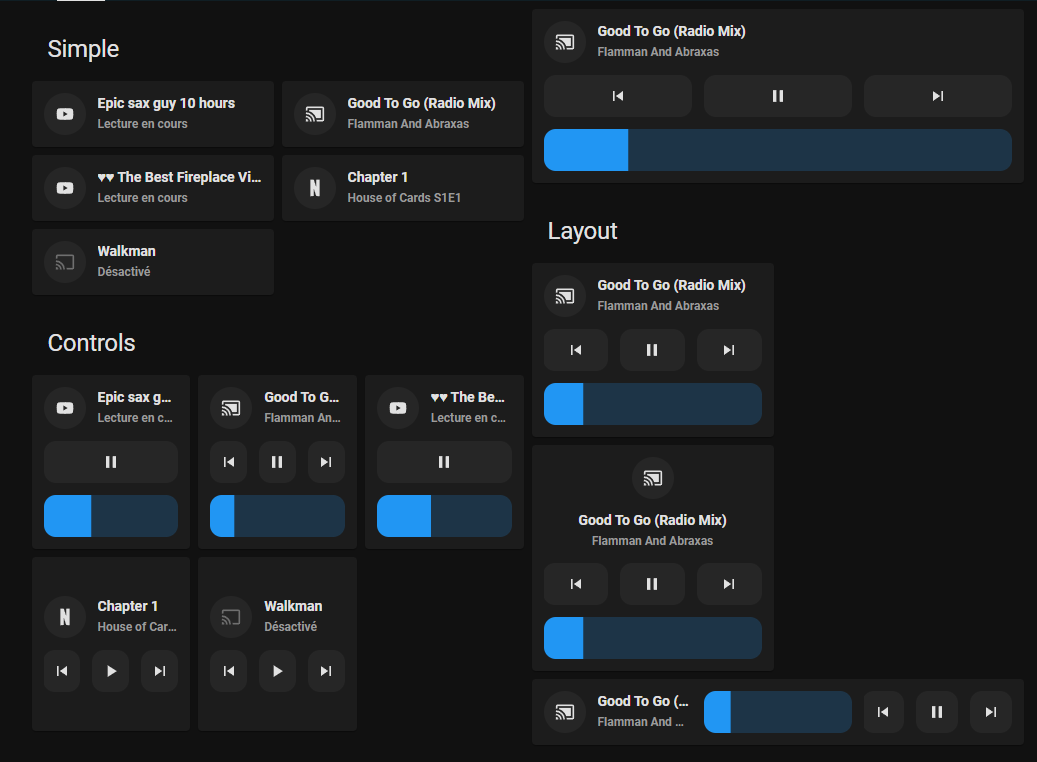 Simple
Epic sax guy 10 hours
Lecture en cours
Good To Go (Radio Mix)
Flamman And Abraxas
♥♥ The Best Fireplace Vi...
Lecture en cours
N
Chapter 1
House of Cards S1E1
Walkman
Désactivé
Controls
Epic sax g...
Lecture en c...
Good To G...
Flamman An...
♥♥ The Be...
Lecture en c...
N
Chapter 1
House of Car...
Walkman
Désactivé
Good To Go (Radio Mix)
Flamman And Abraxas
Layout
Good To Go (Radio Mix)
Flamman And Abraxas
Good To Go (Radio Mix)
Flamman And Abraxas
Good To Go (...
Flamman And ...